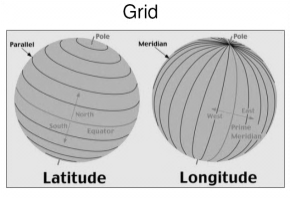 Grid
Parallel
Pole
North
South
Equator
Latitude
Meridian
Pole
West
East
Prime
Meridian
Longitude